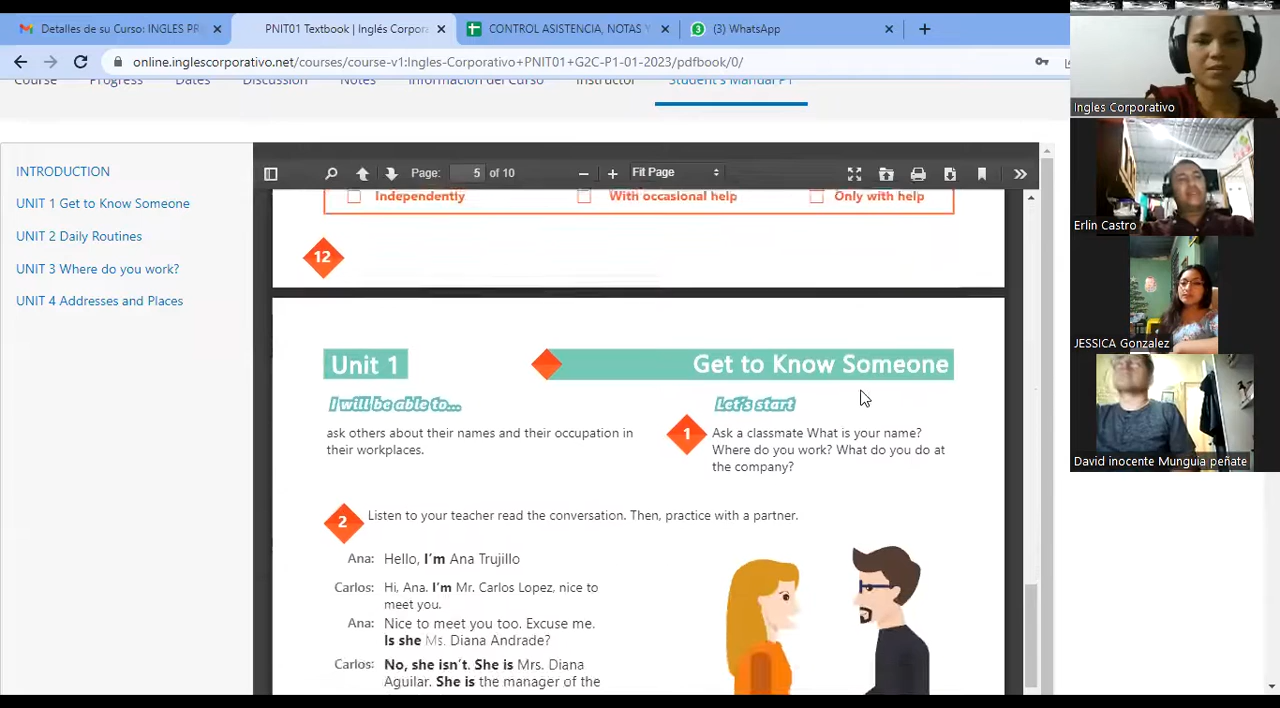 Detalles de su Curso: INGLES PR
PNIT01 Textbook | Inglés Corpora
CONTROL ASISTENCIA, NOTAS Y
3
(3) WhatsApp
online.inglescorporativo.net/courses/course-v1:Ingles-Corporativo+PNIT01+G2C-P1-01-2023/pdfbook/0/
Course Progress Dates Discussion Notes Información del Curso Instructor Student's Manual P1
INTRODUCTION
UNIT 1 Get to Know Someone
UNIT 2 Daily Routines
UNIT 3 Where do you work?
UNIT 4 Addresses and Places
Page: 5 of 10
Fit Page
Independently
With occasional help
Only with help
12
Unit 1
Get to Know Someone
I will be able to...
ask others about their names and their occupation in
their workplaces.
Let's start
1
Ask a classmate What is your name?
Where do you work? What do you do at
the company?
2
Listen to your teacher read the conversation. Then, practice with a partner.
Ana: Hello, I'm Ana Trujillo
Carlos: Hi, Ana. I'm Mr. Carlos Lopez, nice to
meet you.
Ana: Nice to meet you too. Excuse me.
Is she Ms. Diana Andrade?
Carlos: No, she isn't. She is Mrs. Diana
Aguilar. She is the manager of the
Ingles Corporativo
Erlin Castro
JESSICA Gonzalez
David inocente Munguia peñate